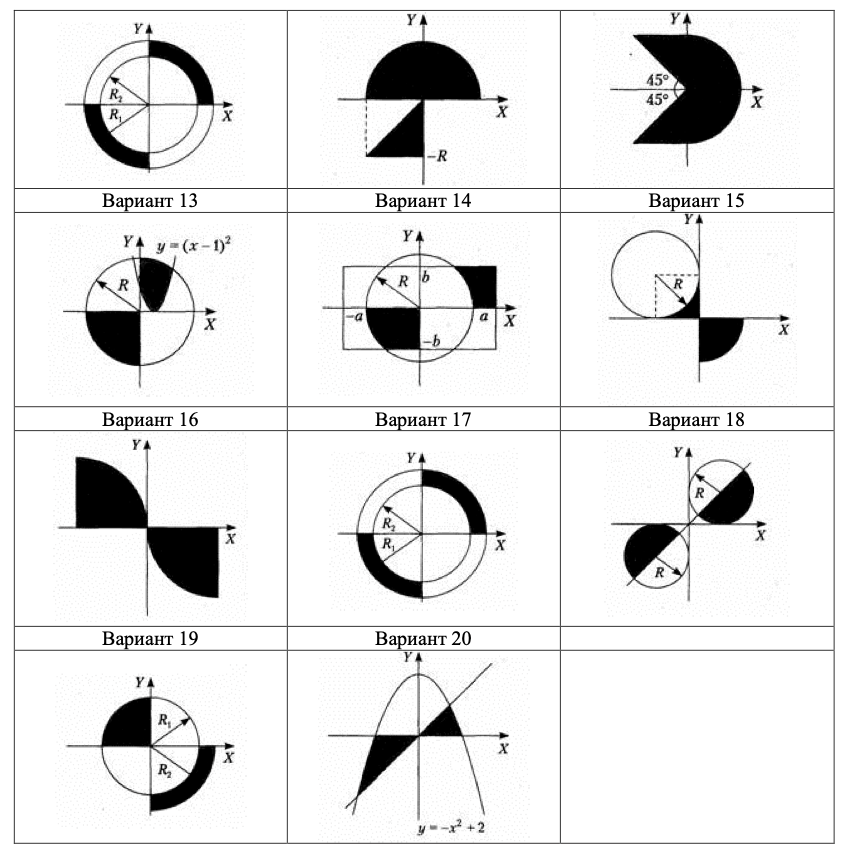 Y
R₂
R₁
X
Y
X
−R
Y
45°
45°
X
Вариант 13
Вариант 14
Вариант 15
Y
y = (x − 1)²
R
X
Y
R
b
−a
a
X
−b
Y
R
X
Вариант 16
Вариант 17
Вариант 18
Y
X
Y
R₂
R₁
X
Y
R
X
R
Вариант 19
Вариант 20
Y
R₁
X
R₂
Y
X
y = −x² + 2